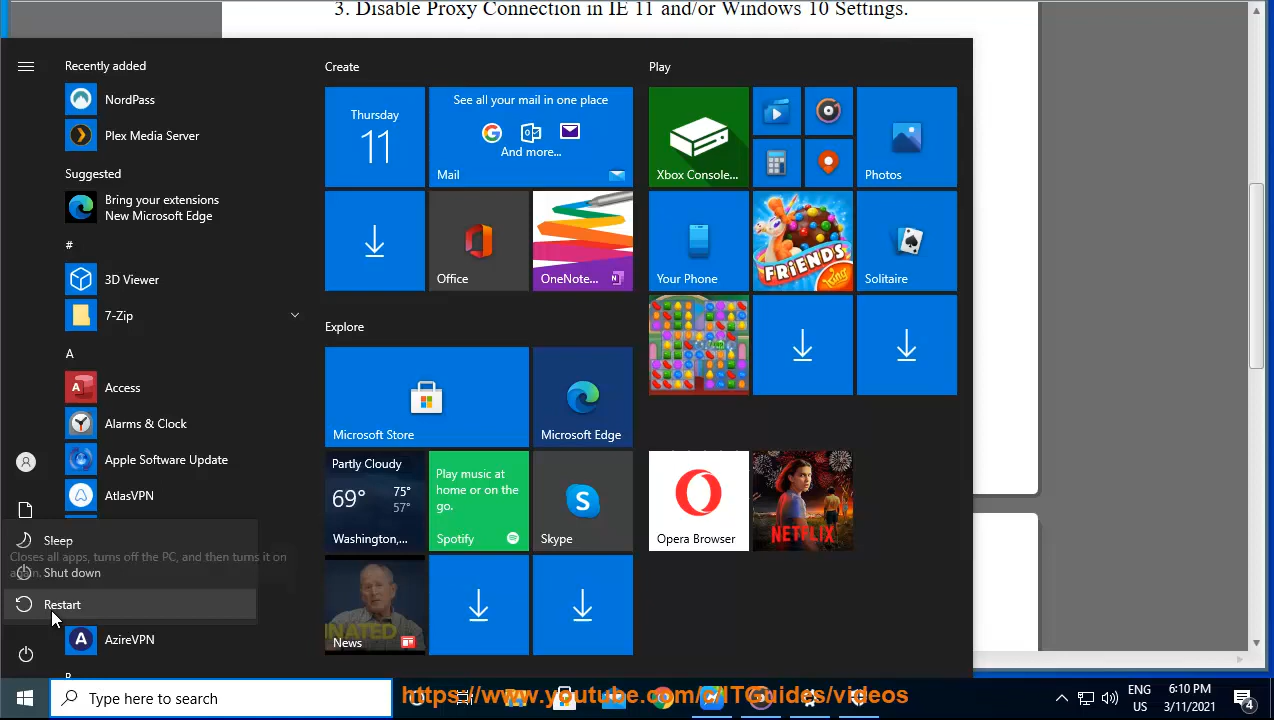 3. Disable Proxy Connection in IE 11 and/or Windows 10 Settings.
Recently added
NordPass
Plex Media Server
Suggested
Bring your extensions
New Microsoft Edge
#
3D Viewer
7-Zip
A
Access
Alarms & Clock
Apple Software Update
AtlasVPN
Sleep
Closes all apps, turns off the PC, and then turns it on
again.
Shut down
Restart
AzireVPN
Create
Thursday
11
See all your mail in one place
And more...
Mail
Office
OneNote...
Explore
Microsoft Store
Microsoft Edge
Partly Cloudy
69° 75°
57°
Washington,...
Play music at
home or on the
go.
Spotify
Skype
News
Play
Xbox Console...
Photos
Your Phone
FRIENDS
King
Solitaire
Opera Browser
NETFLIX
Type here to search
https://www.youtube.com/c/ITGuides/videos
ENG
US
6:10 PM
3/11/2021
4